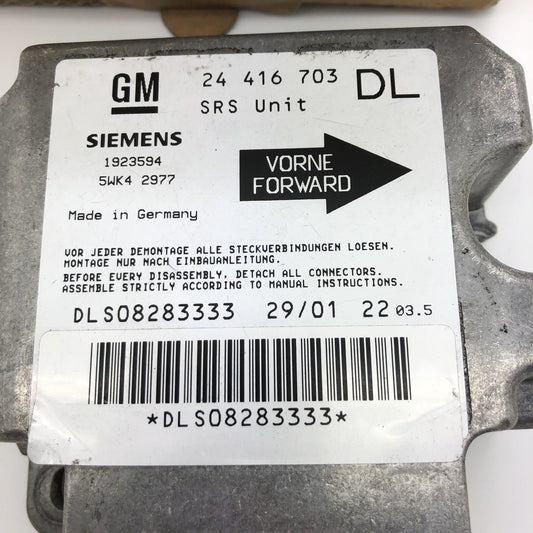 GM 24 416 703 DL
SRS Unit
SIEMENS
1923594
5WK4 2977
VORNE
FORWARD
Made in Germany
VOR JEDER DEMONTAGE ALLE STECKVERBINDUNGEN LOESEN.
MONTAGE NUR NACH EINBAUANLEITUNG.
BEFORE EVERY DISASSEMBLY, DETACH ALL CONNECTORS.
ASSEMBLE STRICTLY ACCORDING TO MANUAL INSTRUCTIONS.
DLS08283333 29/01 22 03.5
*DLS08283333*